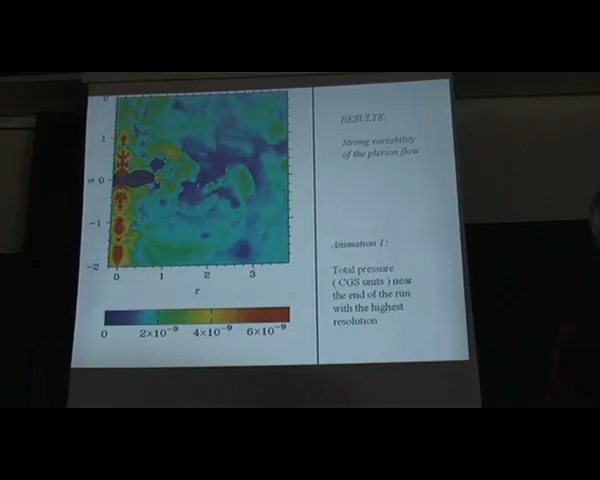 2
1
0
−1
−2
z
0 1 2 3
r
0 2×10⁻⁹ 4×10⁻⁹ 6×10⁻⁹
RESULTS:
Strong variability
of the plerion flow
Animation 1:
Total pressure
( CGS units ) near
the end of the run
with the highest
resolution